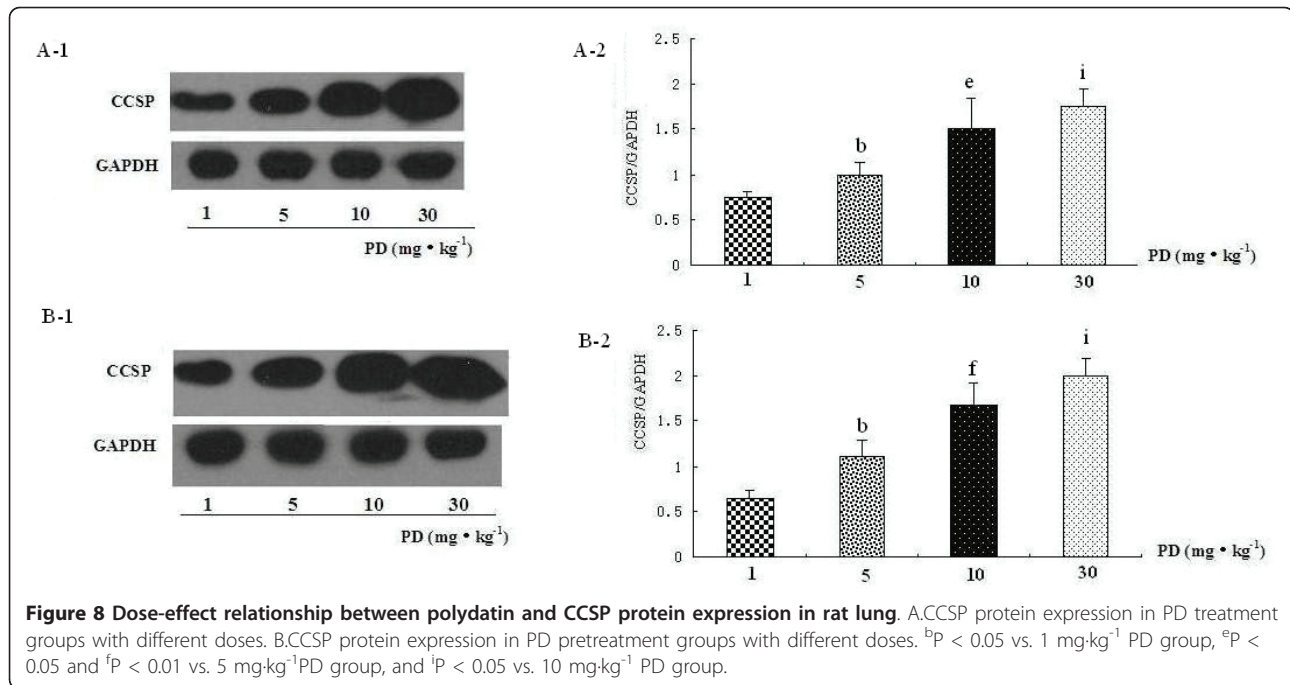 A-1
CCSP
GAPDH
1 5 10 30
PD (mg • kg-1)
A-2
2.5
2
1.5
1
0.5
0
CCSP/GAPDH
b
e
i
1 5 10 30
PD (mg • kg-1)
B-1
CCSP
GAPDH
1 5 10 30
PD (mg • kg-1)
B-2
2.5
2
1.5
1
0.5
0
CCSP/GAPDH
b
f
i
1 5 10 30
PD (mg • kg-1)
Figure 8 Dose-effect relationship between polydatin and CCSP protein expression in rat lung. A.CCSP protein expression in PD treatment
groups with different doses. B.CCSP protein expression in PD pretreatment groups with different doses. bP < 0.05 vs. 1 mg·kg-1 PD group, eP <
0.05 and fP < 0.01 vs. 5 mg·kg-1PD group, and iP < 0.05 vs. 10 mg·kg-1 PD group.